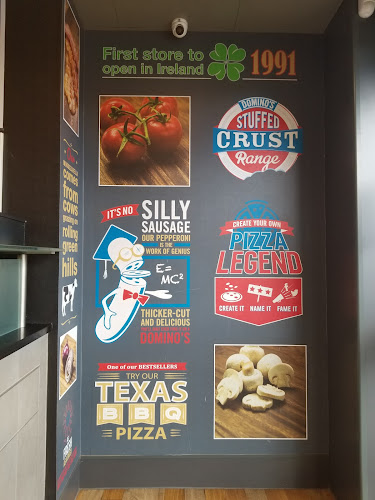 First store to
open in Ireland
1991
DOMINO'S
STUFFED
CRUST
Range
IT'S NO
SILLY
SAUSAGE
OUR PEPPERONI
IS THE
WORK OF GENIUS
E=
MC²
THICKER-CUT
AND DELICIOUS
DOMINO'S
CREATE YOUR OWN
PIZZA
LEGEND
CREATE IT
NAME IT
FAME IT
One of our BESTSELLERS
TRY OUR
TEXAS
BBQ
PIZZA
comes
from
cows
rolling
green
hills